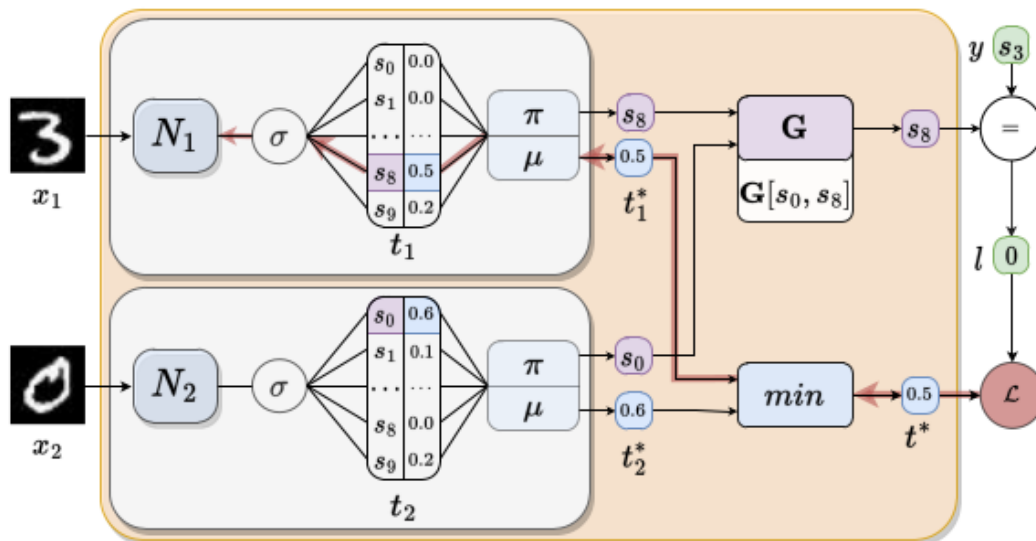 x₁
N₁
σ
s₀ 0.0
s₁ 0.0
... ...
s₈ 0.5
s₉ 0.2
t₁
π
μ
s₈
0.5
t₁*
G
G[s₀, s₈]
s₈
y s₃
=
l 0
x₂
N₂
σ
s₀ 0.6
s₁ 0.1
... ...
s₈ 0.0
s₉ 0.2
t₂
π
μ
s₀
0.6
t₂*
min
0.5
t*
ℒ
3
0